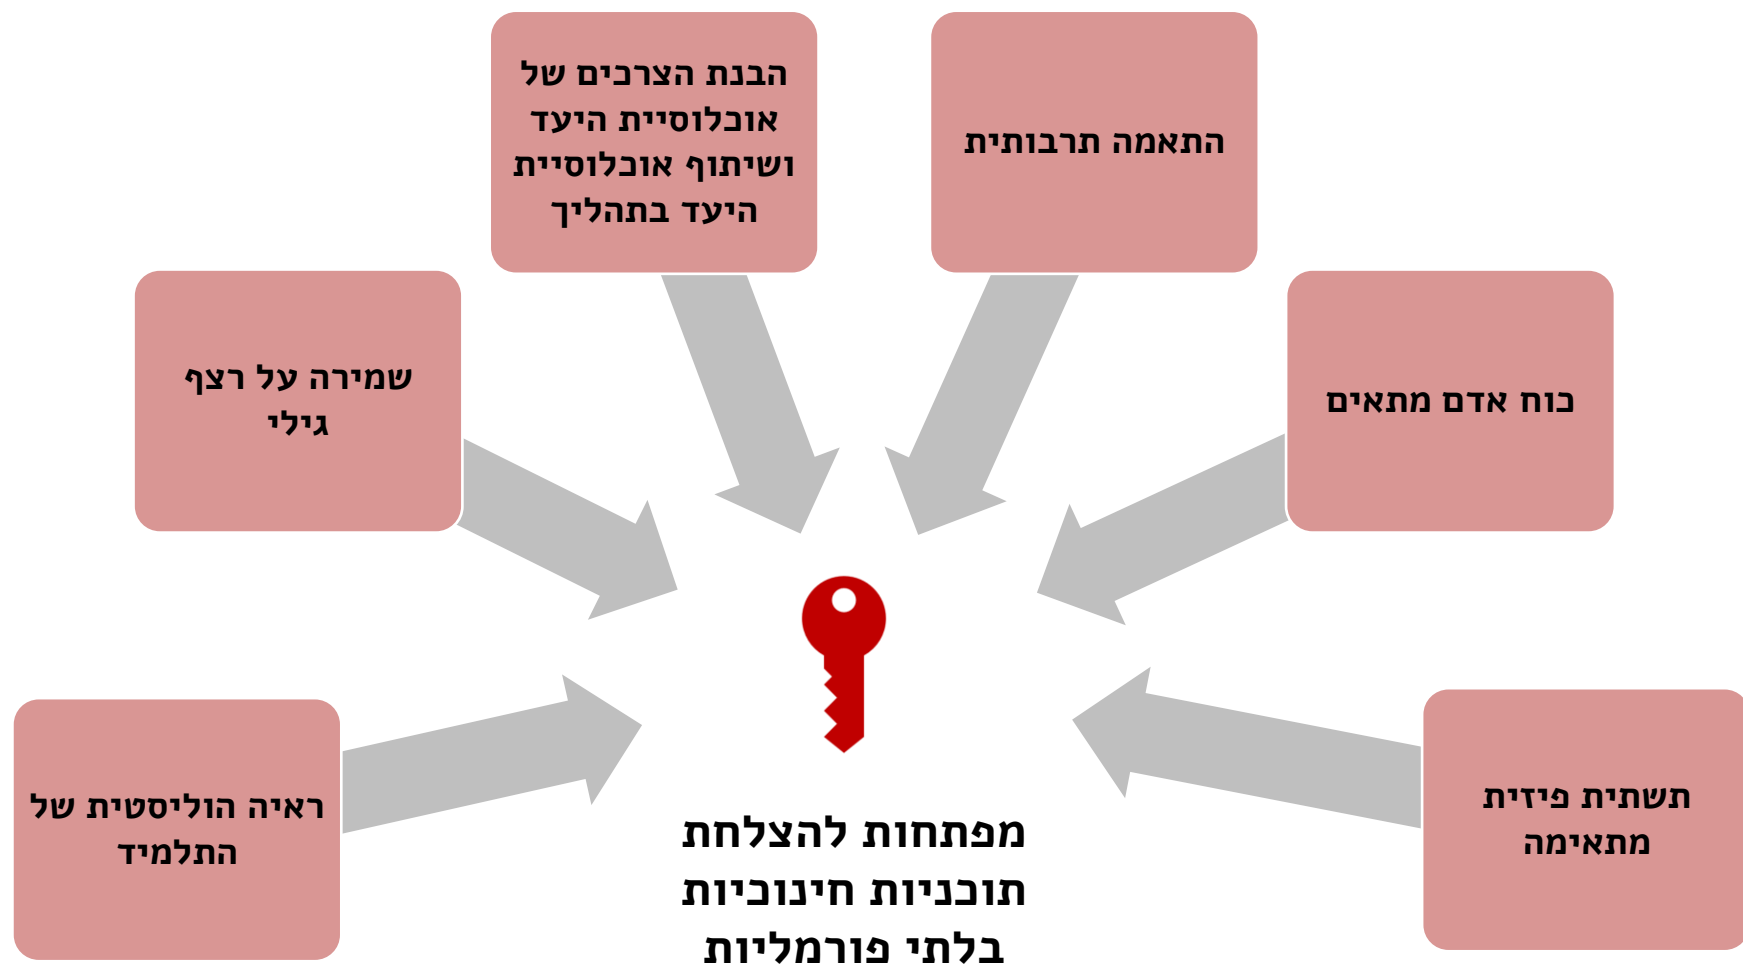 הבנת הצרכים של
אוכלוסיית היעד
ושיתוף אוכלוסיית
היעד בתהליך
התאמה תרבותית
שמירה על רצף
גילי
כוח אדם מתאים
ראיה הוליסטית של
התלמיד
תשתית פיזית
מתאימה
מפתחות להצלחת
תוכניות חינוכיות
בלתי פורמליות